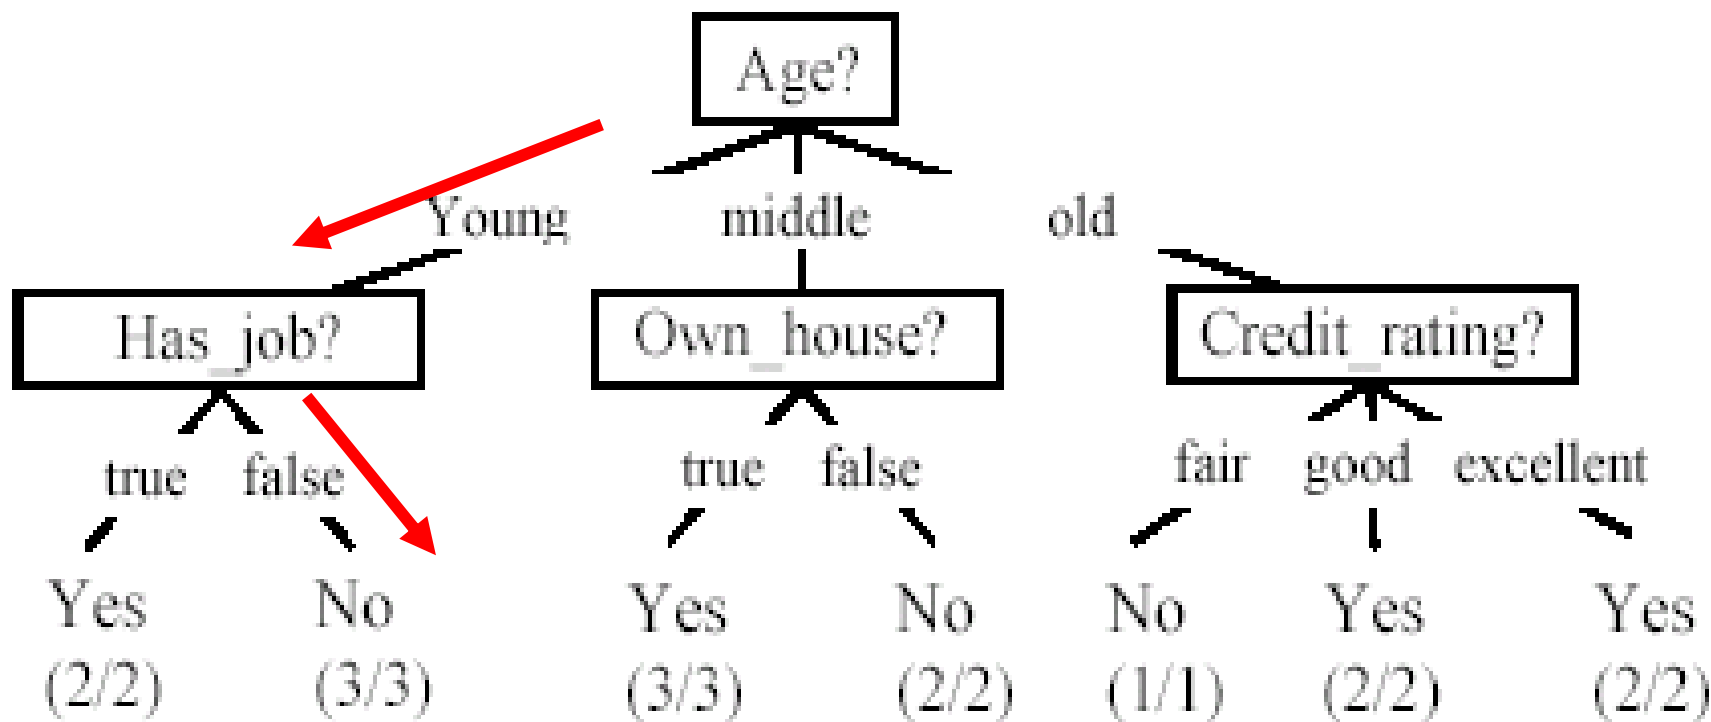 Age?
Young middle old
Has_job? Own_house? Credit_rating?
true false true false fair good excellent
Yes No Yes No No Yes Yes
(2/2) (3/3) (3/3) (2/2) (1/1) (2/2) (2/2)